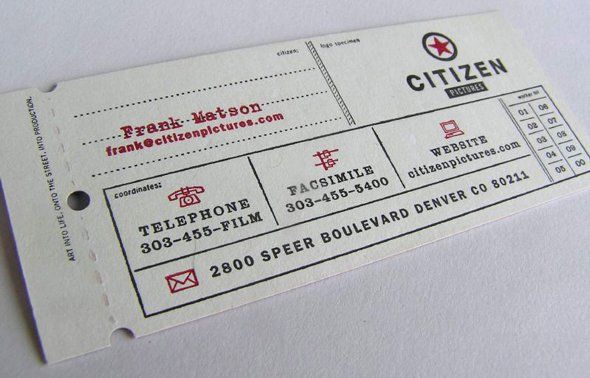 ART INTO LIFE, ONTO THE STREET, INTO PRODUCTION.
citizen:
Frank Matson
frank@citizenpictures.com
logo specimen
CITIZEN
PICTURES
coordinates:
TELEPHONE
303-455-FILM
FACSIMILE
303-455-5400
WEBSITE
citizenpictures.com
2800 SPEER BOULEVARD DENVER CO 80211
worker
01 06
02 07
03 08
04 09
05 00